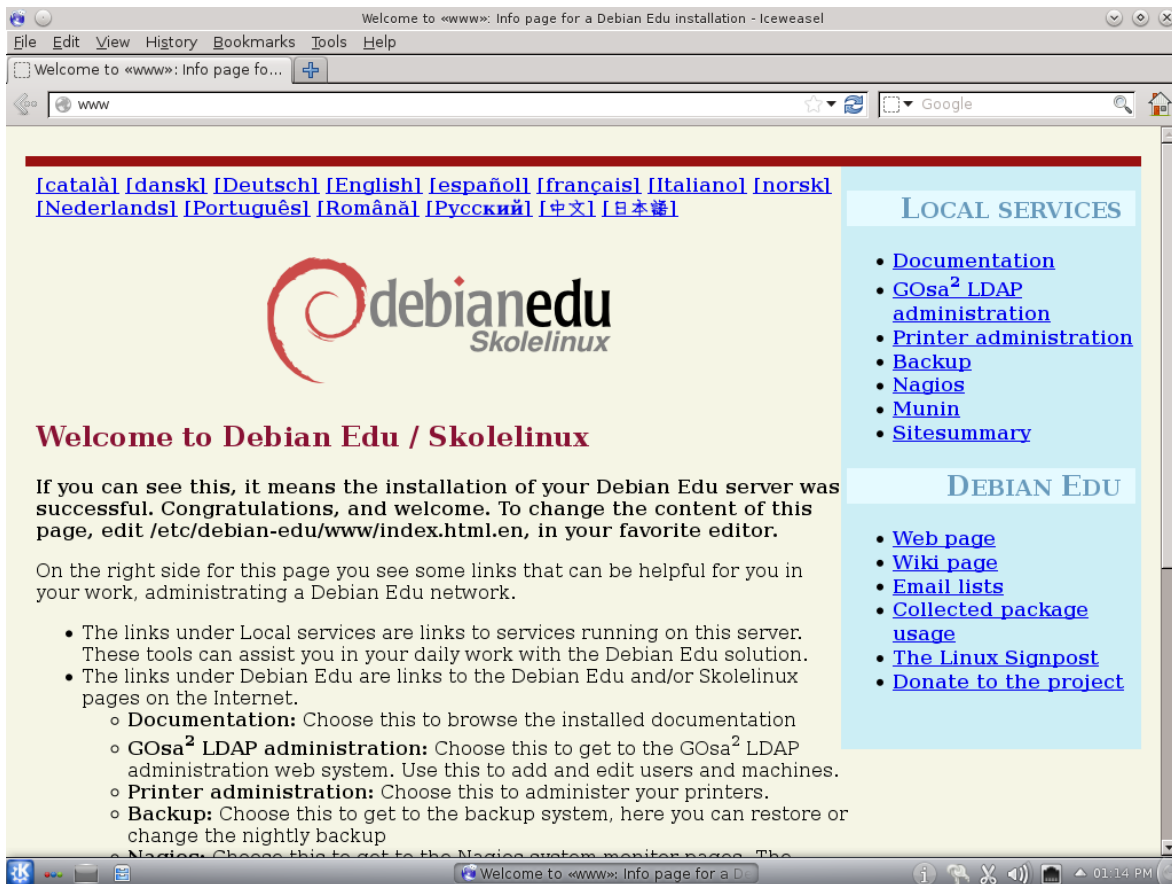 Welcome to «www»: Info page for a Debian Edu installation - Iceweasel
File Edit View History Bookmarks Tools Help
Welcome to «www»: Info page fo...
www
Google
[català] [dansk] [Deutsch] [English] [español] [français] [Italiano] [norsk]
[Nederlands] [Português] [Română] [Русский] [中文] [日本語]
debianedu
Skolelinux
Welcome to Debian Edu / Skolelinux
If you can see this, it means the installation of your Debian Edu server was
successful. Congratulations, and welcome. To change the content of this
page, edit /etc/debian-edu/www/index.html.en, in your favorite editor.
On the right side for this page you see some links that can be helpful for you in
your work, administrating a Debian Edu network.
• The links under Local services are links to services running on this server.
These tools can assist you in your daily work with the Debian Edu solution.
• The links under Debian Edu are links to the Debian Edu and/or Skolelinux
pages on the Internet.
◦ Documentation: Choose this to browse the installed documentation
◦ GOsa² LDAP administration: Choose this to get to the GOsa² LDAP
administration web system. Use this to add and edit users and machines.
◦ Printer administration: Choose this to administer your printers.
◦ Backup: Choose this to get to the backup system, here you can restore or
change the nightly backup
◦ Nagios: Choose this to get to the Nagios system monitor pages. The
LOCAL SERVICES
• Documentation
• GOsa² LDAP
administration
• Printer administration
• Backup
• Nagios
• Munin
• Sitesummary
DEBIAN EDU
• Web page
• Wiki page
• Email lists
• Collected package
usage
• The Linux Signpost
• Donate to the project
Welcome to «www»: Info page for a De
01:14 PM